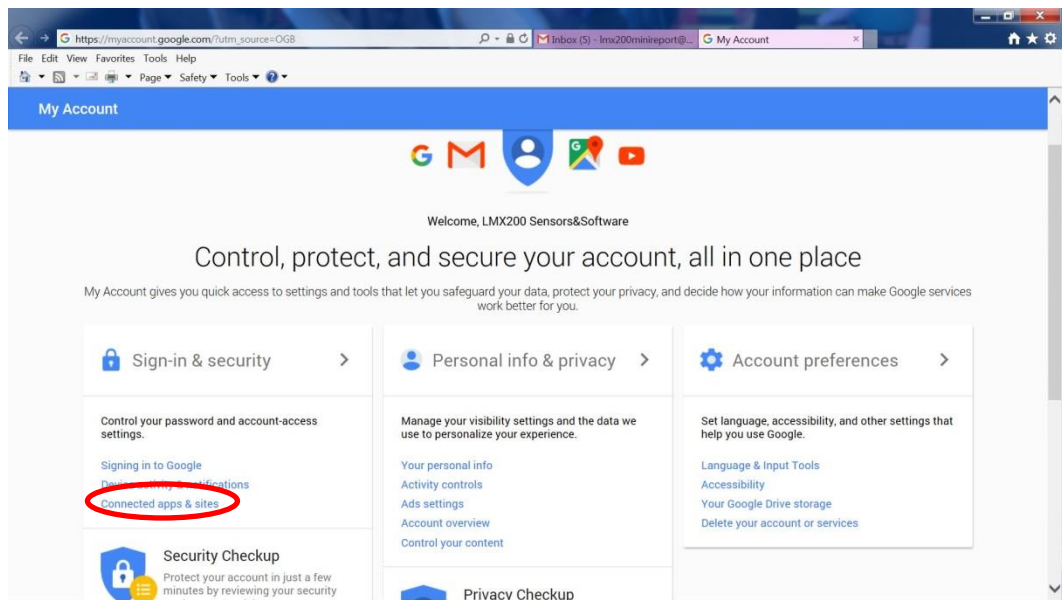 https://myaccount.google.com/?utm_source=OGB
Inbox (5) - lmx200minireport@...
My Account
File Edit View Favorites Tools Help
Page Safety Tools
My Account
Welcome, LMX200 Sensors&Software
Control, protect, and secure your account, all in one place
My Account gives you quick access to settings and tools that let you safeguard your data, protect your privacy, and decide how your information can make Google services
work better for you.
Sign-in & security
Control your password and account-access
settings.
Signing in to Google
Device activity & notifications
Connected apps & sites
Security Checkup
Protect your account in just a few
minutes by reviewing your security
Personal info & privacy
Manage your visibility settings and the data we
use to personalize your experience.
Your personal info
Activity controls
Ads settings
Account overview
Control your content
Privacy Checkup
Account preferences
Set language, accessibility, and other settings that
help you use Google.
Language & Input Tools
Accessibility
Your Google Drive storage
Delete your account or services